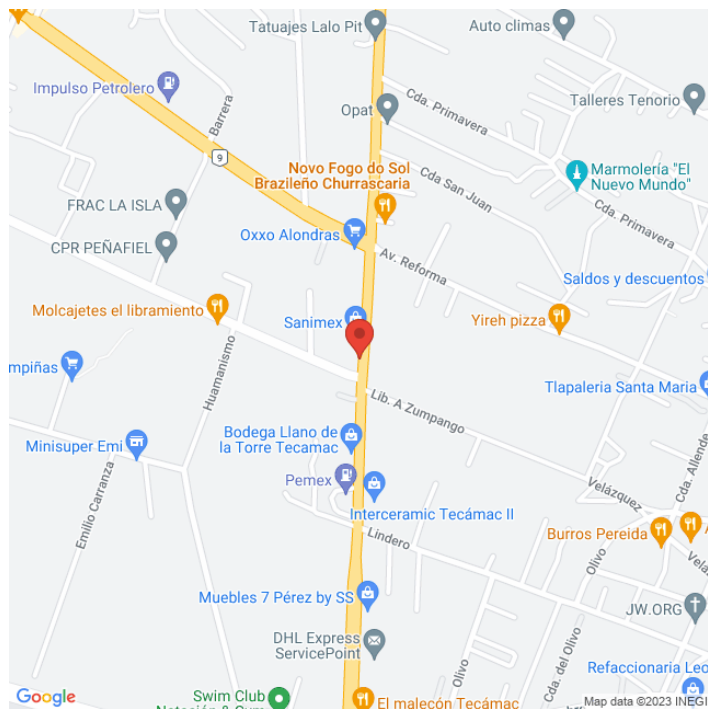 Tatuajes Lalo Pit
Auto climas
Impulso Petrolero
Barrera
Opat
Cda. Primavera
Talleres Tenorio
9
Novo Fogo do Sol
Brazileño Churrascaria
Cda San Juan
Marmolería "El
Nuevo Mundo"
Cda. Primavera
FRAC LA ISLA
Oxxo Alondras
CPR PEÑAFIEL
Av. Reforma
Saldos y descuentos
Molcajetes el libramiento
Sanimex
Yireh pizza
Huamanismo
mpiñas
Tlapaleria Santa Maria
Lib. A Zumpango
Bodega Llano de
la Torre Tecamac
Minisuper Emi
Cda. Allende
Pemex
Velázquez
Emilio Carranza
Interceramic Tecámac II
Lindero
Burros Pereida
Olivo
Velá
Muebles 7 Pérez by SS
JW.ORG
DHL Express
ServicePoint
Olivo
Cda. del Olivo
Refaccionaria Leo
Google
Swim Club
El malecón Tecámac
Map data ©2023 INEGI